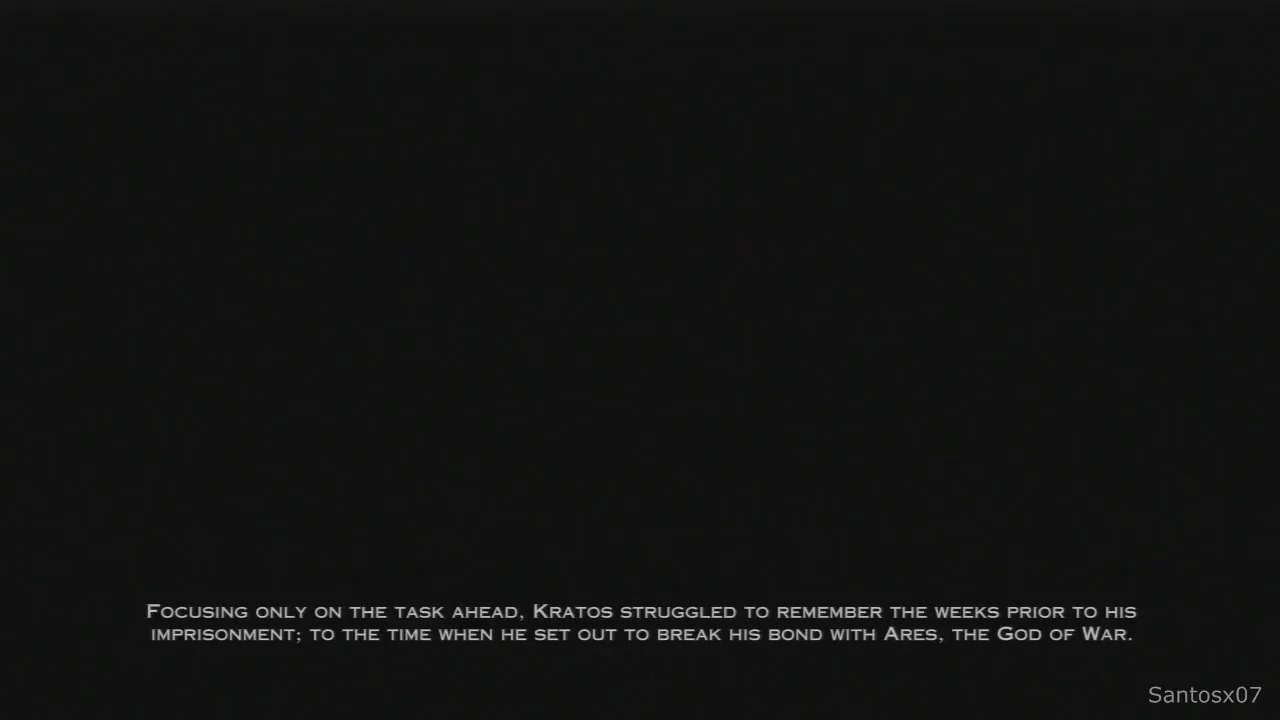 Focusing only on the task ahead, Kratos struggled to remember the weeks prior to his
imprisonment; to the time when he set out to break his bond with Ares, the God of War.
Santosx07